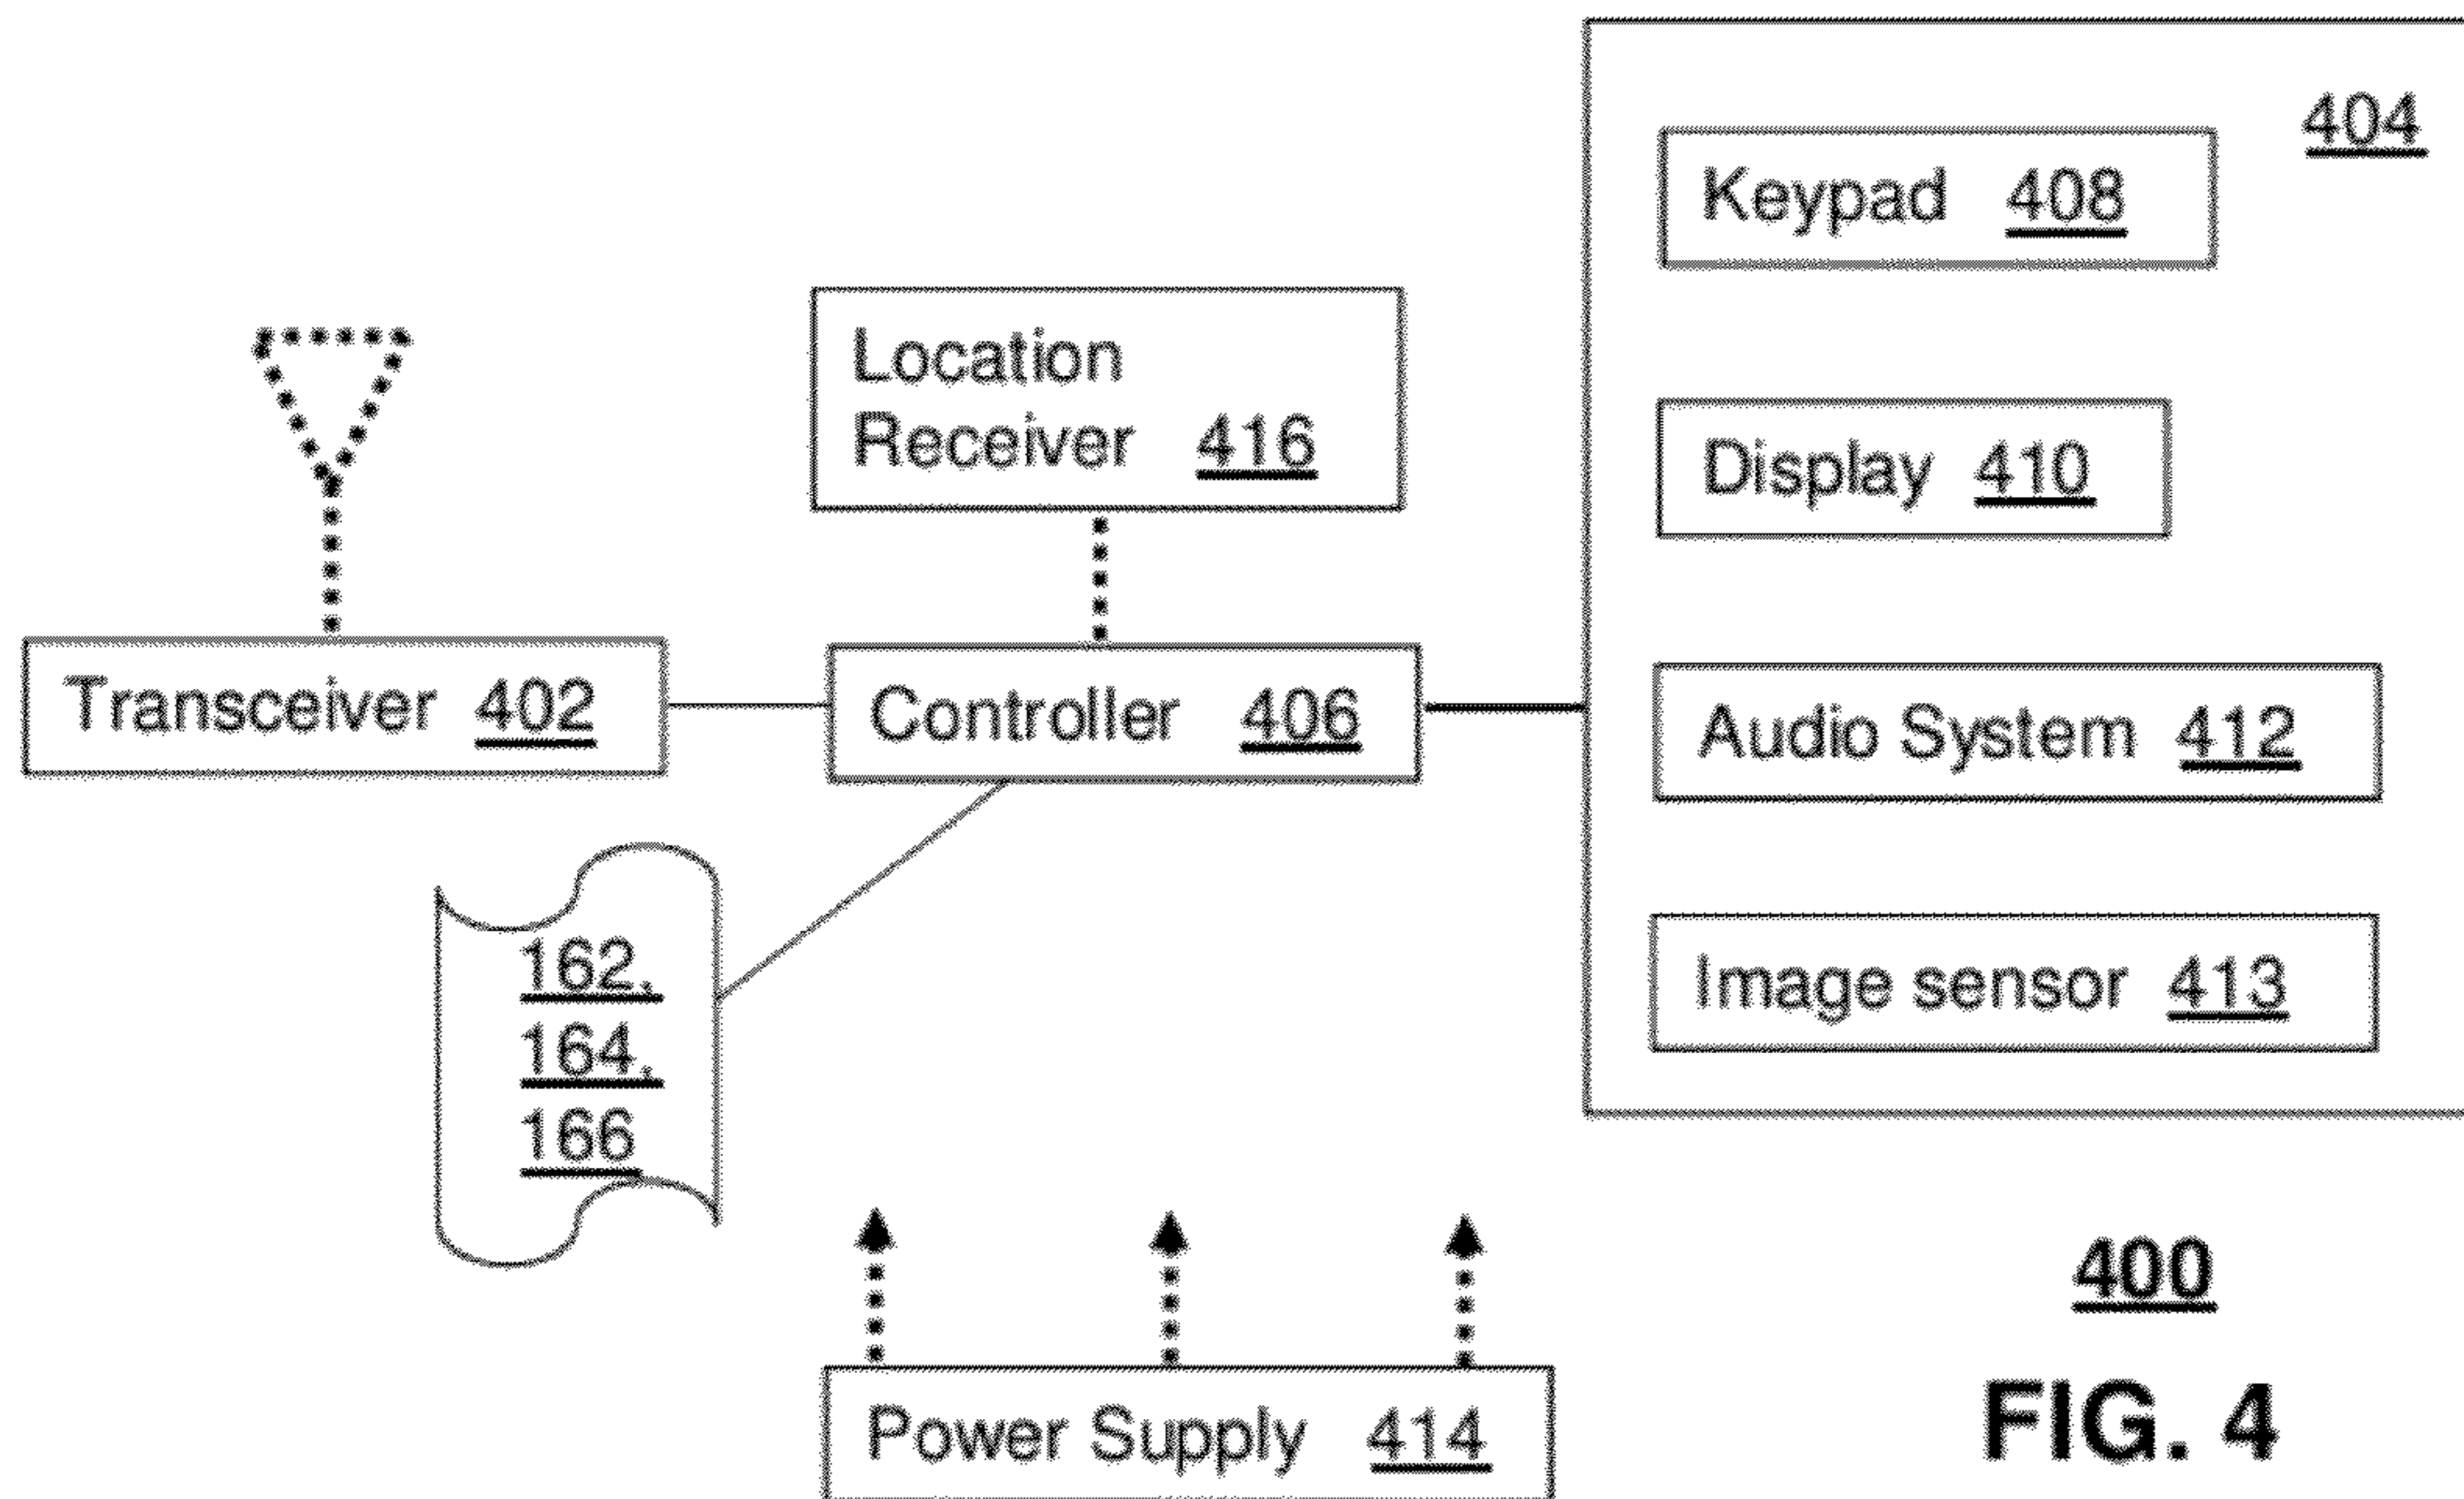 404
Keypad 408
Location
Receiver 416
Display 410
Transceiver 402
Controller 406
Audio System 412
162,
164,
166
Image sensor 413
Power Supply 414
400
FIG. 4